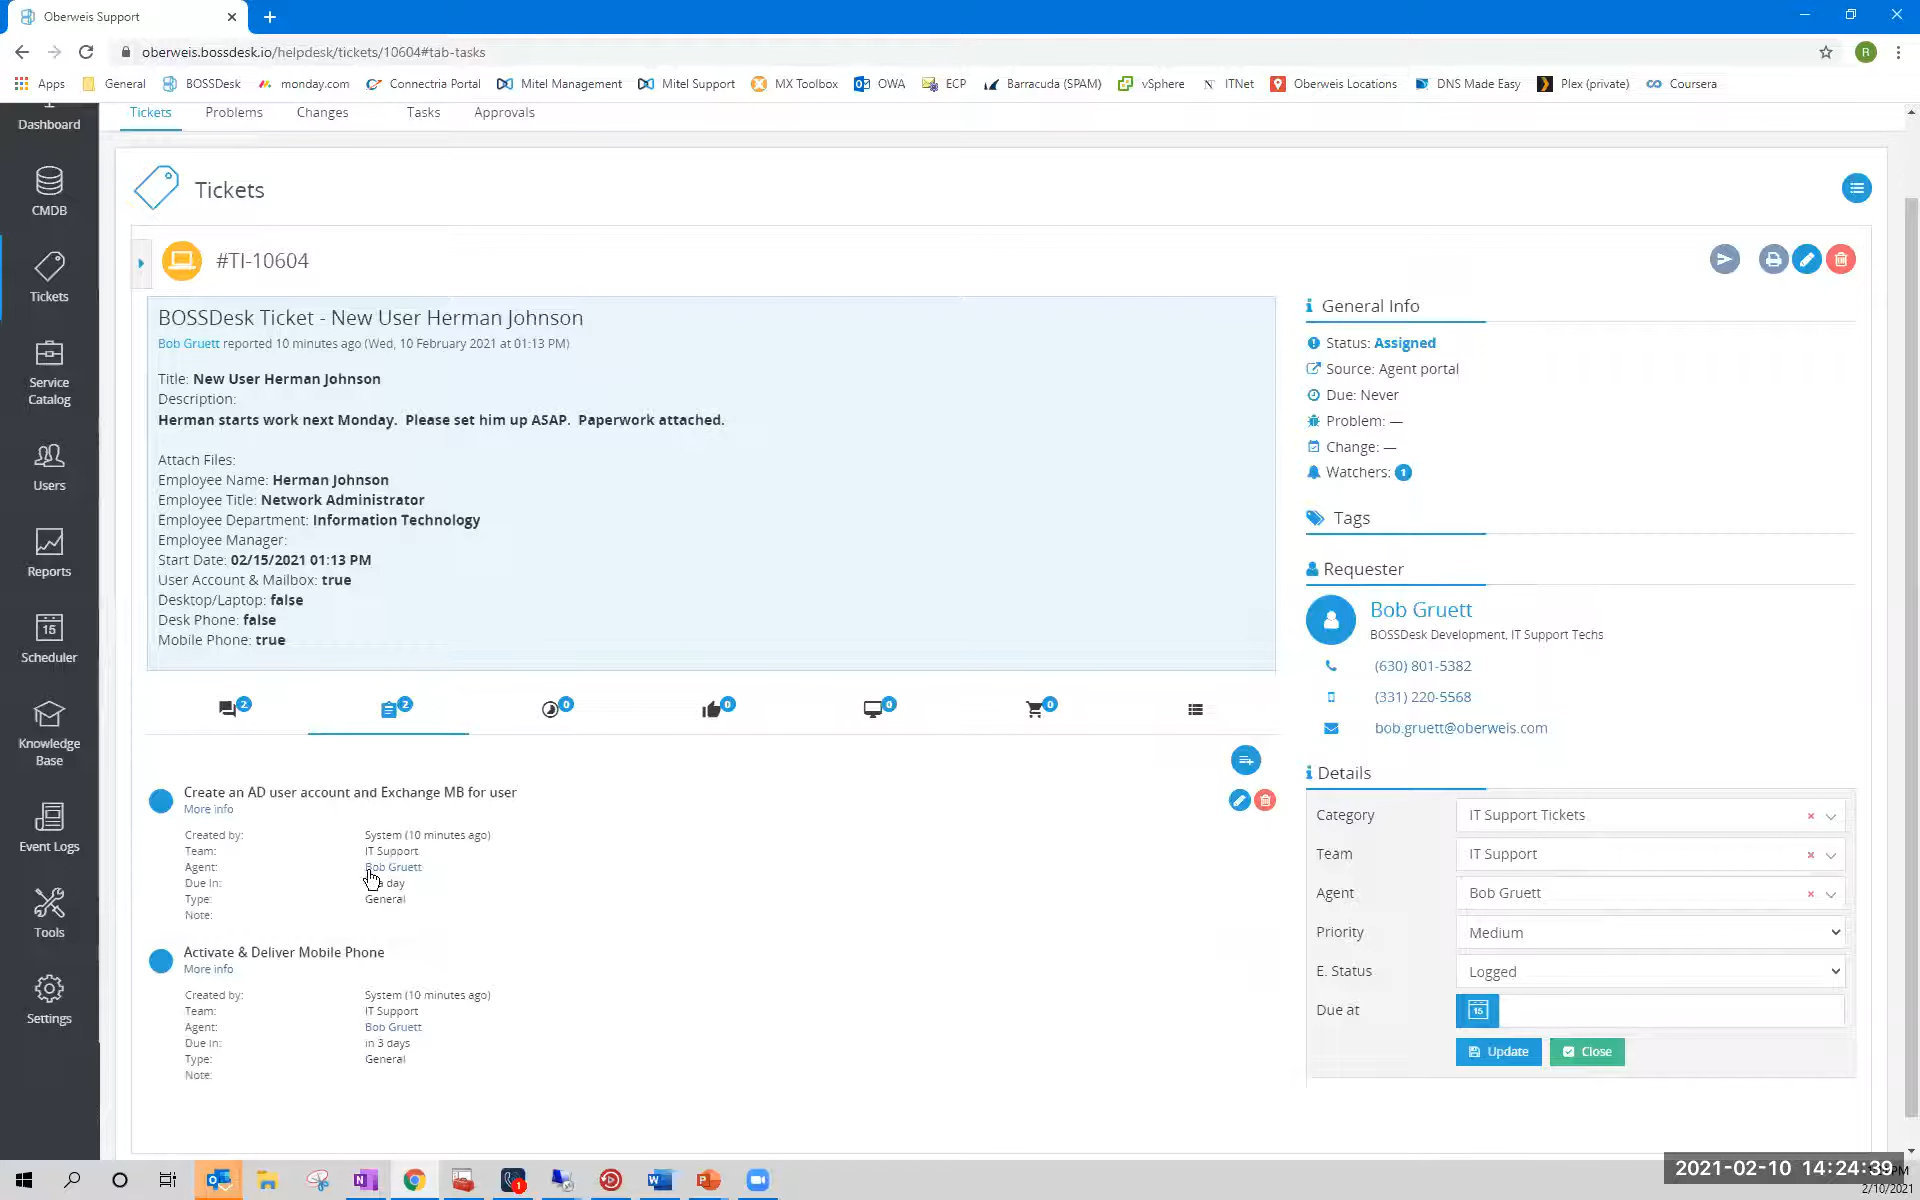 Oberweis Support
oberweis.bossdesk.io/helpdesk/tickets/10604#tab-tasks
R
Apps General BOSSDesk monday.com Connectria Portal Mitel Management Mitel Support MX Toolbox OWA ECP Barracuda (SPAM) vSphere ITNet Oberweis Locations DNS Made Easy Plex (private) Coursera
Dashboard
CMDB
Tickets
Service
Catalog
Users
Reports
15
Scheduler
Knowledge
Base
Event Logs
Tools
Settings
Tickets Problems Changes Tasks Approvals
Tickets
#TI-10604
BOSSDesk Ticket - New User Herman Johnson
Bob Gruett reported 10 minutes ago (Wed, 10 February 2021 at 01:13 PM)
Title: New User Herman Johnson
Description:
Herman starts work next Monday. Please set him up ASAP. Paperwork attached.
Attach Files:
Employee Name: Herman Johnson
Employee Title: Network Administrator
Employee Department: Information Technology
Employee Manager:
Start Date: 02/15/2021 01:13 PM
User Account & Mailbox: true
Desktop/Laptop: false
Desk Phone: false
Mobile Phone: true
2 2 0 0 0 0
Create an AD user account and Exchange MB for user
More info
Created by: System (10 minutes ago)
Team: IT Support
Agent: Bob Gruett
Due In: day
Type: General
Note:
Activate & Deliver Mobile Phone
More info
Created by: System (10 minutes ago)
Team: IT Support
Agent: Bob Gruett
Due In: in 3 days
Type: General
Note:
General Info
Status: Assigned
Source: Agent portal
Due: Never
Problem: —
Change: —
Watchers: 1
Tags
Requester
Bob Gruett
BOSSDesk Development, IT Support Techs
(630) 801-5382
(331) 220-5568
bob.gruett@oberweis.com
Details
Category IT Support Tickets
Team IT Support
Agent Bob Gruett
Priority Medium
E. Status Logged
Due at 15
Update Close
1
2021-02-10 14:24:39
2/10/2021